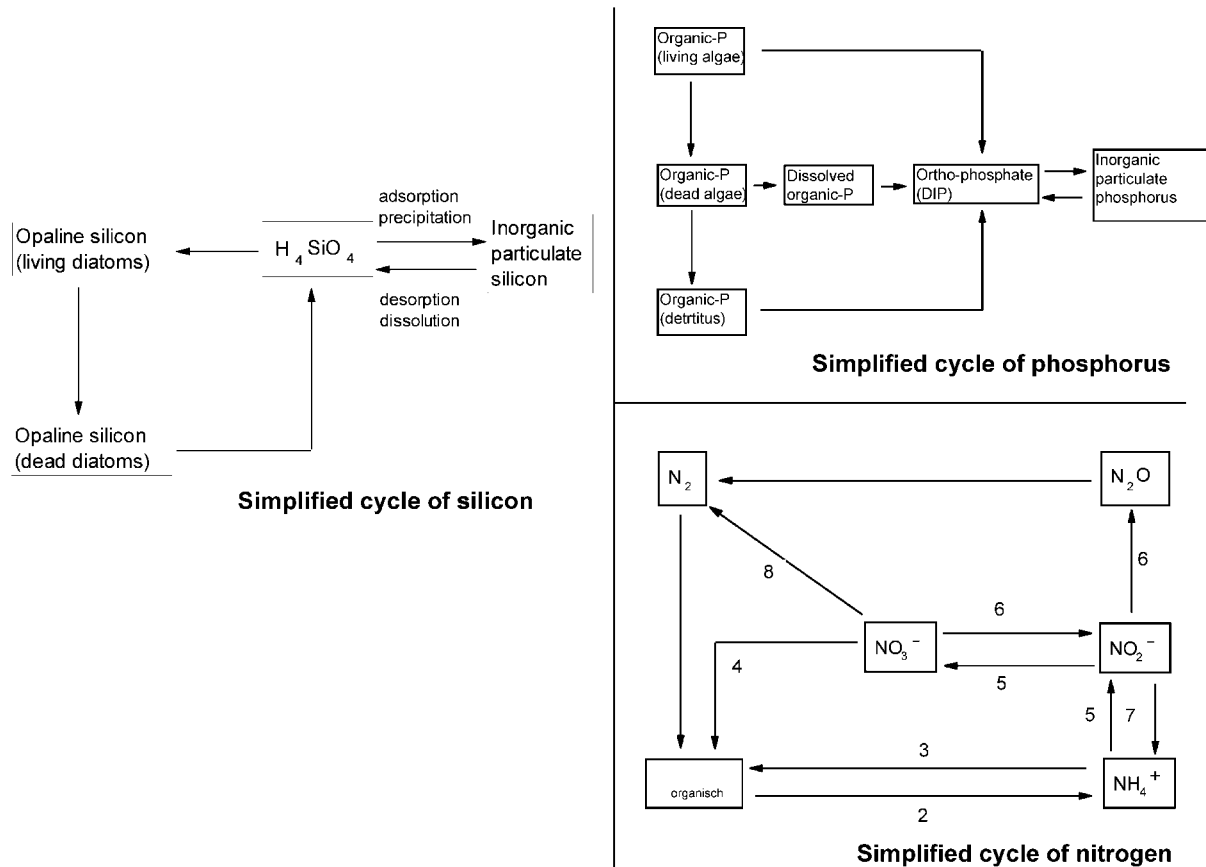 Opaline silicon
(living diatoms)
H4SiO4
adsorption
precipitation
Inorganic
particulate
silicon
desorption
dissolution
Opaline silicon
(dead diatoms)
Simplified cycle of silicon
Organic-P
(living algae)
Organic-P
(dead algae)
Dissolved
organic-P
Ortho-phosphate
(DIP)
Inorganic
particulate
phosphorus
Organic-P
(detrtitus)
Simplified cycle of phosphorus
N2
N2O
8
6
NO3−
6
NO2−
4
5
5
7
3
organisch
NH4+
2
Simplified cycle of nitrogen